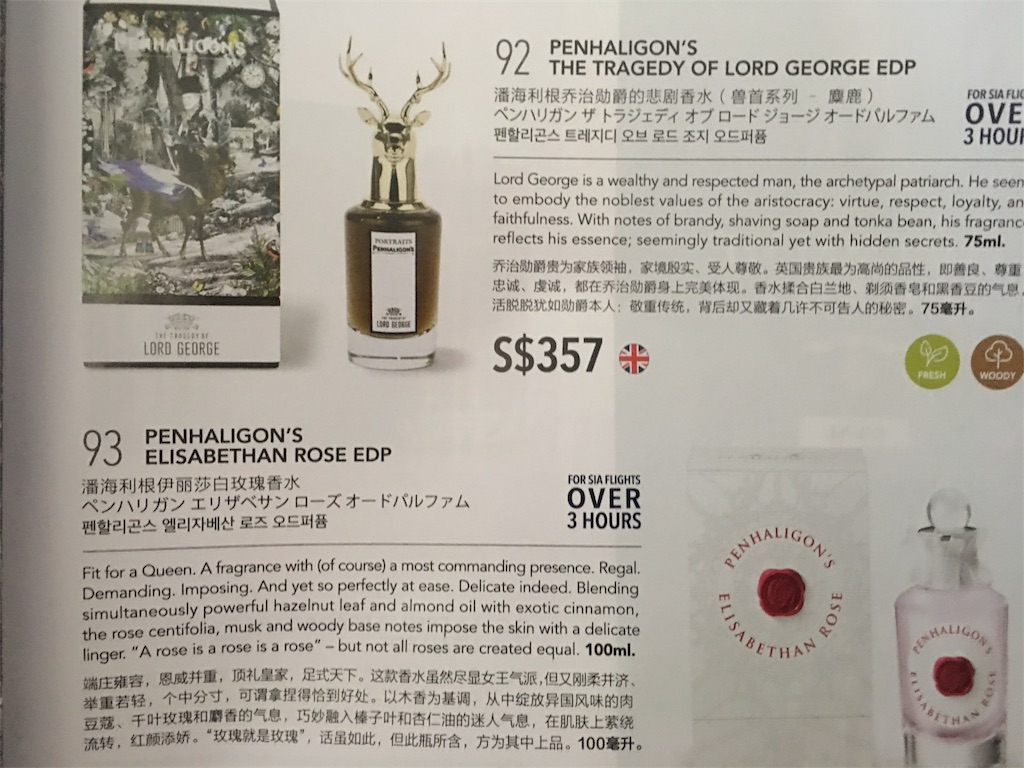 PENHALIGON'S
THE TRAGEDY OF
LORD GEORGE
PORTRAITS
PENHALIGON'S
THE TRAGEDY OF
LORD GEORGE
92 PENHALIGON'S
THE TRAGEDY OF LORD GEORGE EDP
潘海利根乔治勋爵的悲剧香水（兽首系列 – 麋鹿）
ペンハリガン ザ トラジェディ オブ ロード ジョージ オードパルファム
펜할리곤스 트레지디 오브 로드 조지 오드퍼퓸
FOR SIA FLIG
OVE
3 HOUR
Lord George is a wealthy and respected man, the archetypal patriarch. He seem
to embody the noblest values of the aristocracy: virtue, respect, loyalty, an
faithfulness. With notes of brandy, shaving soap and tonka bean, his fragranc
reflects his essence; seemingly traditional yet with hidden secrets. 75ml.
乔治勋爵贵为家族领袖，家境殷实、受人尊敬。英国贵族最为高尚的品性，即善良、尊重
忠诚、虔诚，都在乔治勋爵身上完美体现。香水揉合白兰地、剃须香皂和黑香豆的气息，
活脱脱犹如勋爵本人：敬重传统，背后却又藏着几许不可告人的秘密。75毫升。
S$357
FRESH
WOODY
93 PENHALIGON'S
ELISABETHAN ROSE EDP
潘海利根伊丽莎白玫瑰香水
ペンハリガン エリザベサン ローズ オードパルファム
펜할리곤스 엘리자베산 로즈 오드퍼퓸
FOR SIA FLIGHTS
OVER
3 HOURS
Fit for a Queen. A fragrance with (of course) a most commanding presence. Regal.
Demanding. Imposing. And yet so perfectly at ease. Delicate indeed. Blending
simultaneously powerful hazelnut leaf and almond oil with exotic cinnamon,
the rose centifolia, musk and woody base notes impose the skin with a delicate
linger. “A rose is a rose is a rose” – but not all roses are created equal. 100ml.
端庄雍容，恩威并重，顶礼皇家，足式天下。这款香水虽然尽显女王气派,但又刚柔并济、
举重若轻，个中分寸，可谓拿捏得恰到好处。以木香为基调，从中绽放异国风味的肉
豆蔻、千叶玫瑰和麝香的气息，巧妙融入榛子叶和杏仁油的迷人气息，在肌肤上萦绕
流转，红颜添娇。“玫瑰就是玫瑰”，话虽如此，但此瓶所含，方为其中上品。100毫升。
PENHALIGON'S
ELISABETHAN ROSE
PENHALIGON'S
ELISABETHAN ROSE